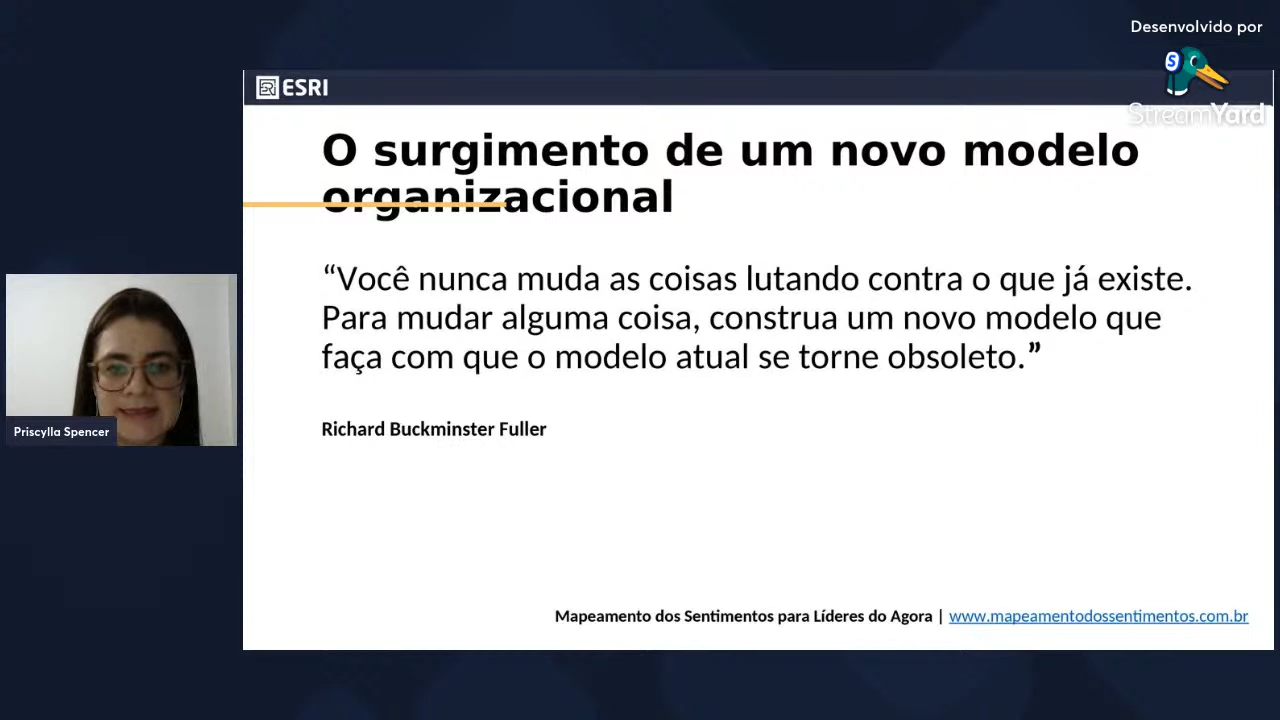 Desenvolvido por
S
StreamYard
ESRI
O surgimento de um novo modelo
organizacional
“Você nunca muda as coisas lutando contra o que já existe.
Para mudar alguma coisa, construa um novo modelo que
faça com que o modelo atual se torne obsoleto.”
Richard Buckminster Fuller
Priscylla Spencer
Mapeamento dos Sentimentos para Líderes do Agora | www.mapeamentodossentimentos.com.br